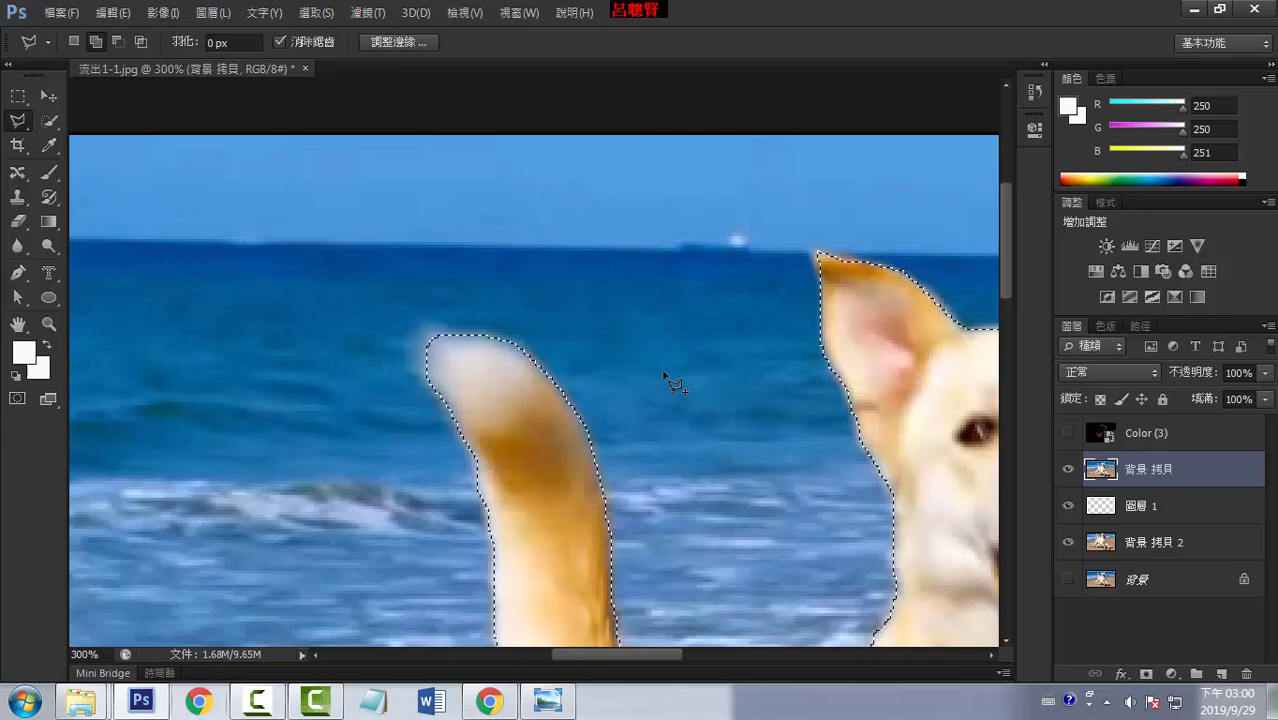 Ps 檔案(F) 編輯(E) 影像(I) 圖層(L) 文字(Y) 選取(S) 濾鏡(T) 3D(D) 檢視(V) 視窗(W) 說明(H) 呂聰賢
羽化: 0 px 消除鋸齒 調整邊緣 ... 基本功能
流出1-1.jpg @ 300% (背景 拷貝, RGB/8#) * ×
顏色 色票
R 250
G 250
B 251
調整 樣式
增加調整
圖層 色版 路徑
種類
正常 不透明度: 100%
鎖定: 填滿: 100%
Color (3)
背景 拷貝
圖層 1
背景 拷貝 2
背景
300% 文件: 1.68M/9.65M
Mini Bridge 時間軸
下午 03:00
2019/9/29